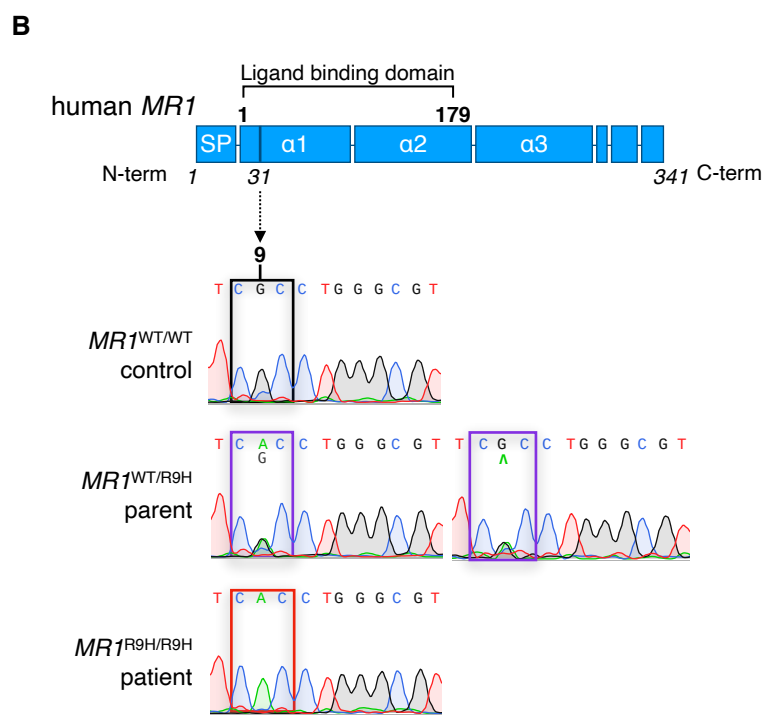 B
Ligand binding domain
human MR1 1 179
SP α1 α2 α3
N-term 1 31 341 C-term
9
T C G C C T G G G C G T
MR1WT/WT
control
T C A C C T G G G C G T T C G C C T G G G C G T
G A
MR1WT/R9H
parent
T C A C C T G G G C G T
MR1R9H/R9H
patient